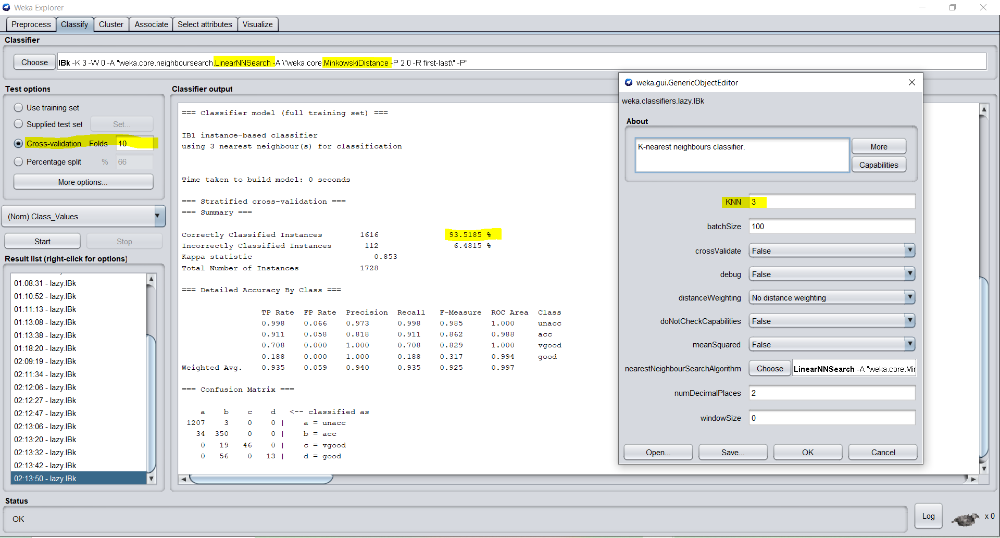 Weka Explorer
Preprocess Classify Cluster Associate Select attributes Visualize
Classifier
Choose IBk -K 3 -W 0 -A "weka.core.neighboursearch.LinearNNSearch -A \"weka.core.MinkowskiDistance -P 2.0 -R first-last\" -P"
Test options
Use training set
Supplied test set Set...
Cross-validation Folds 10
Percentage split % 66
More options...
(Nom) Class_Values
Start Stop
Result list (right-click for options)
01:08:31 - lazy.IBk
01:10:52 - lazy.IBk
01:11:13 - lazy.IBk
01:13:08 - lazy.IBk
01:13:38 - lazy.IBk
01:18:20 - lazy.IBk
02:09:19 - lazy.IBk
02:11:34 - lazy.IBk
02:12:06 - lazy.IBk
02:12:27 - lazy.IBk
02:12:47 - lazy.IBk
02:13:06 - lazy.IBk
02:13:20 - lazy.IBk
02:13:32 - lazy.IBk
02:13:42 - lazy.IBk
02:13:50 - lazy.IBk
Classifier output
=== Classifier model (full training set) ===
IB1 instance-based classifier
using 3 nearest neighbour(s) for classification
Time taken to build model: 0 seconds
=== Stratified cross-validation ===
=== Summary ===
Correctly Classified Instances 1616 93.5185 %
Incorrectly Classified Instances 112 6.4815 %
Kappa statistic 0.853
Total Number of Instances 1728
=== Detailed Accuracy By Class ===
TP Rate FP Rate Precision Recall F-Measure ROC Area Class
0.998 0.066 0.973 0.998 0.985 1.000 unacc
0.911 0.058 0.818 0.911 0.862 0.988 acc
0.708 0.000 1.000 0.708 0.829 1.000 vgood
0.188 0.000 1.000 0.188 0.317 0.994 good
Weighted Avg. 0.935 0.059 0.940 0.935 0.925 0.997
=== Confusion Matrix ===
a b c d <-- classified as
1207 3 0 0 | a = unacc
34 350 0 0 | b = acc
0 19 46 0 | c = vgood
0 56 0 13 | d = good
weka.gui.GenericObjectEditor
weka.classifiers.lazy.IBk
About
K-nearest neighbours classifier.
More
Capabilities
KNN 3
batchSize 100
crossValidate False
debug False
distanceWeighting No distance weighting
doNotCheckCapabilities False
meanSquared False
nearestNeighbourSearchAlgorithm Choose LinearNNSearch -A "weka.core.Mir
numDecimalPlaces 2
windowSize 0
Open... Save... OK Cancel
Status
OK
Log x 0